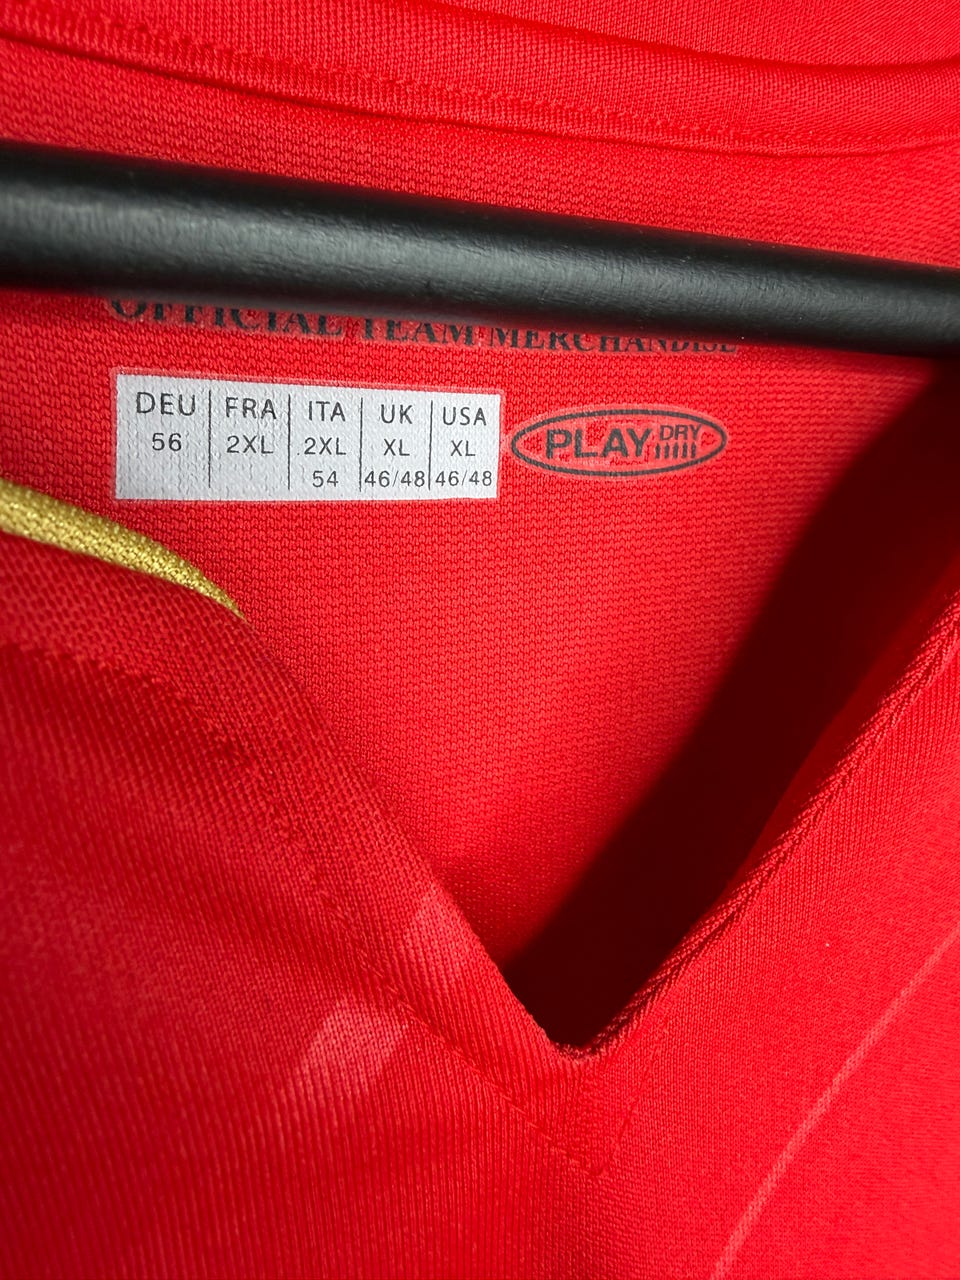 OFFICIAL TEAM MERCHANDISE
DEU FRA ITA UK USA
56 2XL 2XL XL XL
54 46/48 46/48
PLAY DRY